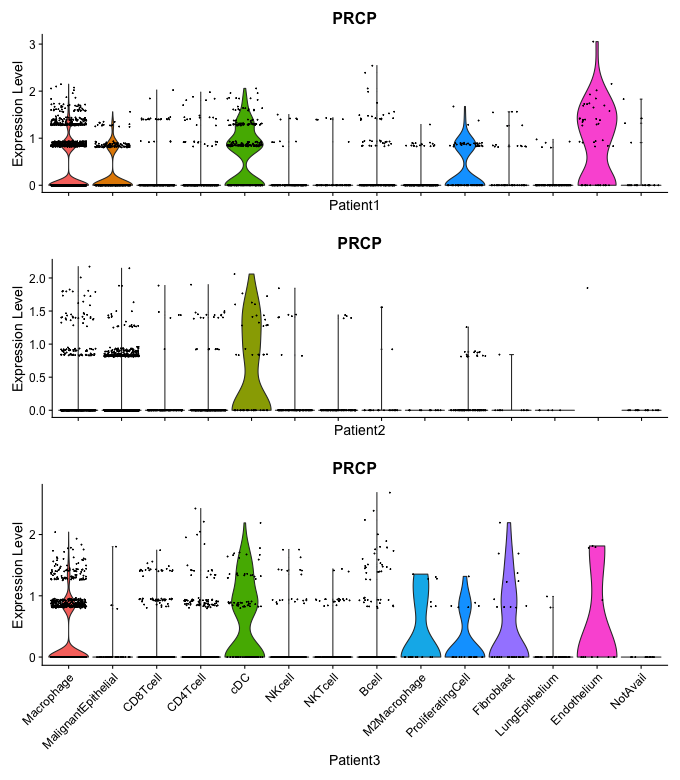 PRCP
Expression Level
3
2
1
0
Patient1
PRCP
Expression Level
2.0
1.5
1.0
0.5
0.0
Patient2
PRCP
Expression Level
2
1
0
Macrophage
MalignantEpithelial
CD8Tcell
CD4Tcell
cDC
NKcell
NKTcell
Bcell
M2Macrophage
ProliferatingCell
Fibroblast
LungEpithelium
Endothelium
NotAvail
Patient3